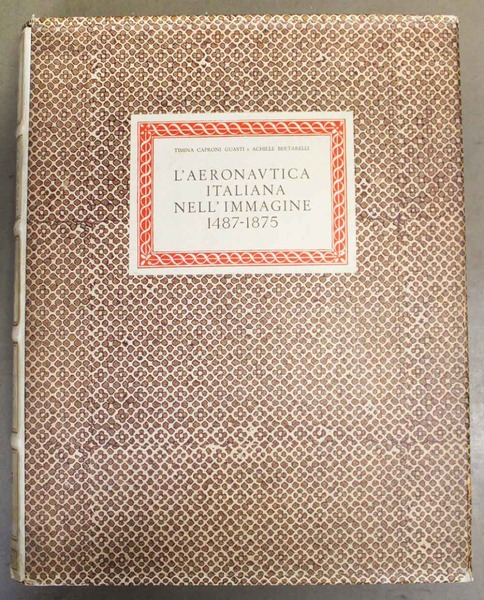 TIMINA CAPRONI GUASTI e ACHILLE BERTARELLI
L'AERONAVTICA
ITALIANA
NELL'IMMAGINE
1487-1875